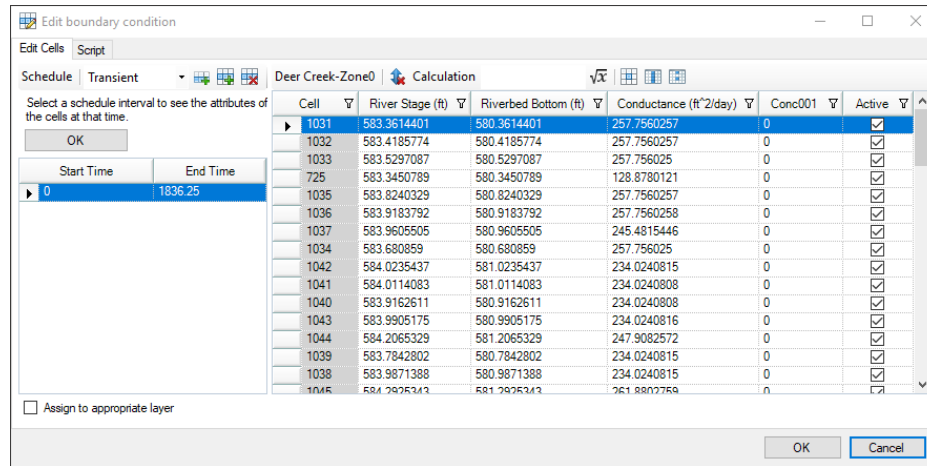 Edit boundary condition
Edit Cells Script
Schedule Transient Deer Creek-Zone0 Calculation √x
Select a schedule interval to see the attributes of
the cells at that time.
OK
Start Time End Time
0 1836.25
Cell River Stage (ft) Riverbed Bottom (ft) Conductance (ft^2/day) Conc001 Active
1031 583.3614401 580.3614401 257.7560257 0
1032 583.4185774 580.4185774 257.7560257 0
1033 583.5297087 580.5297087 257.756025 0
725 583.3450789 580.3450789 128.8780121 0
1035 583.8240329 580.8240329 257.7560257 0
1036 583.9183792 580.9183792 257.7560258 0
1037 583.9605505 580.9605505 245.4815446 0
1034 583.680859 580.680859 257.756025 0
1042 584.0235437 581.0235437 234.0240815 0
1041 584.0114083 581.0114083 234.0240808 0
1040 583.9162611 580.9162611 234.0240808 0
1043 583.9905175 580.9905175 234.0240816 0
1044 584.2065329 581.2065329 247.9082572 0
1039 583.7842802 580.7842802 234.0240815 0
1038 583.9871388 580.9871388 234.0240815 0
1045 584.2925343 581.2925343 261.8802759 0
Assign to appropriate layer
OK Cancel